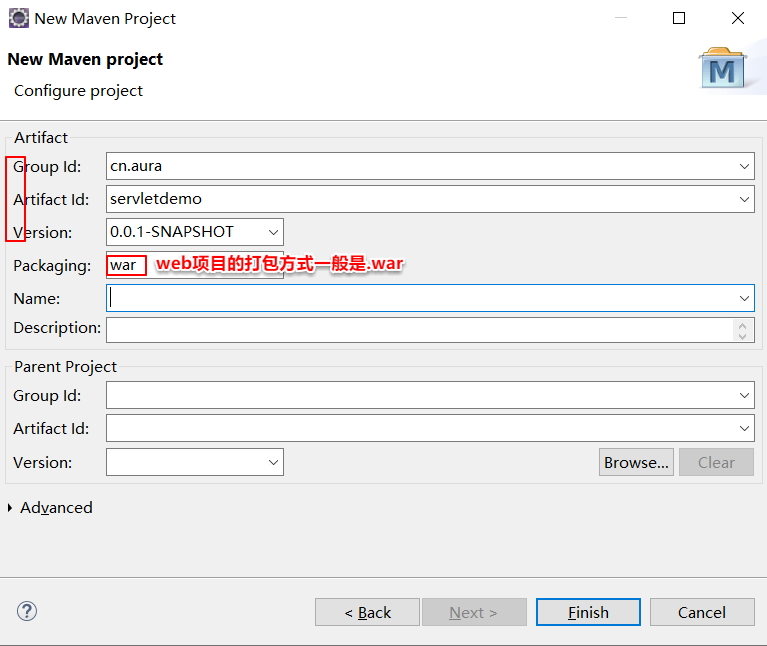 New Maven Project
New Maven project
Configure project
M
Artifact
Group Id: cn.aura
Artifact Id: servletdemo
Version: 0.0.1-SNAPSHOT
Packaging: war web项目的打包方式一般是.war
Name:
Description:
Parent Project
Group Id:
Artifact Id:
Version: Browse... Clear
Advanced
? < Back Next > Finish Cancel